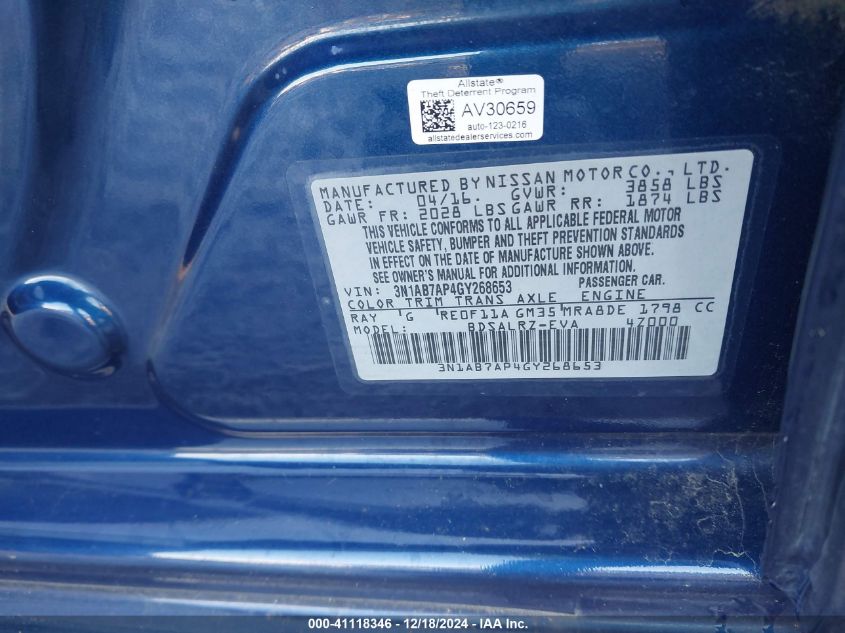 Allstate®
Theft Deterrent Program
AV30659
auto-123-0216
allstatedealerservices.com
MANUFACTURED BY NISSAN MOTOR CO., LTD.
DATE: 04/16. GVWR: 3858 LBS
GAWR FR: 2028 LBS GAWR RR: 1874 LBS
THIS VEHICLE CONFORMS TO ALL APPLICABLE FEDERAL MOTOR
VEHICLE SAFETY, BUMPER AND THEFT PREVENTION STANDARDS
IN EFFECT ON THE DATE OF MANUFACTURE SHOWN ABOVE.
SEE OWNER'S MANUAL FOR ADDITIONAL INFORMATION.
VIN: 3N1AB7AP4GY268653 PASSENGER CAR.
COLOR TRIM TRANS AXLE ENGINE
RAY G RE0F11A GM35 MRA8DE 1798 CC
MODEL: BDSALRZ-EVA 47000
3N1AB7AP4GY268653
000-41118346 - 12/18/2024 - IAA Inc.